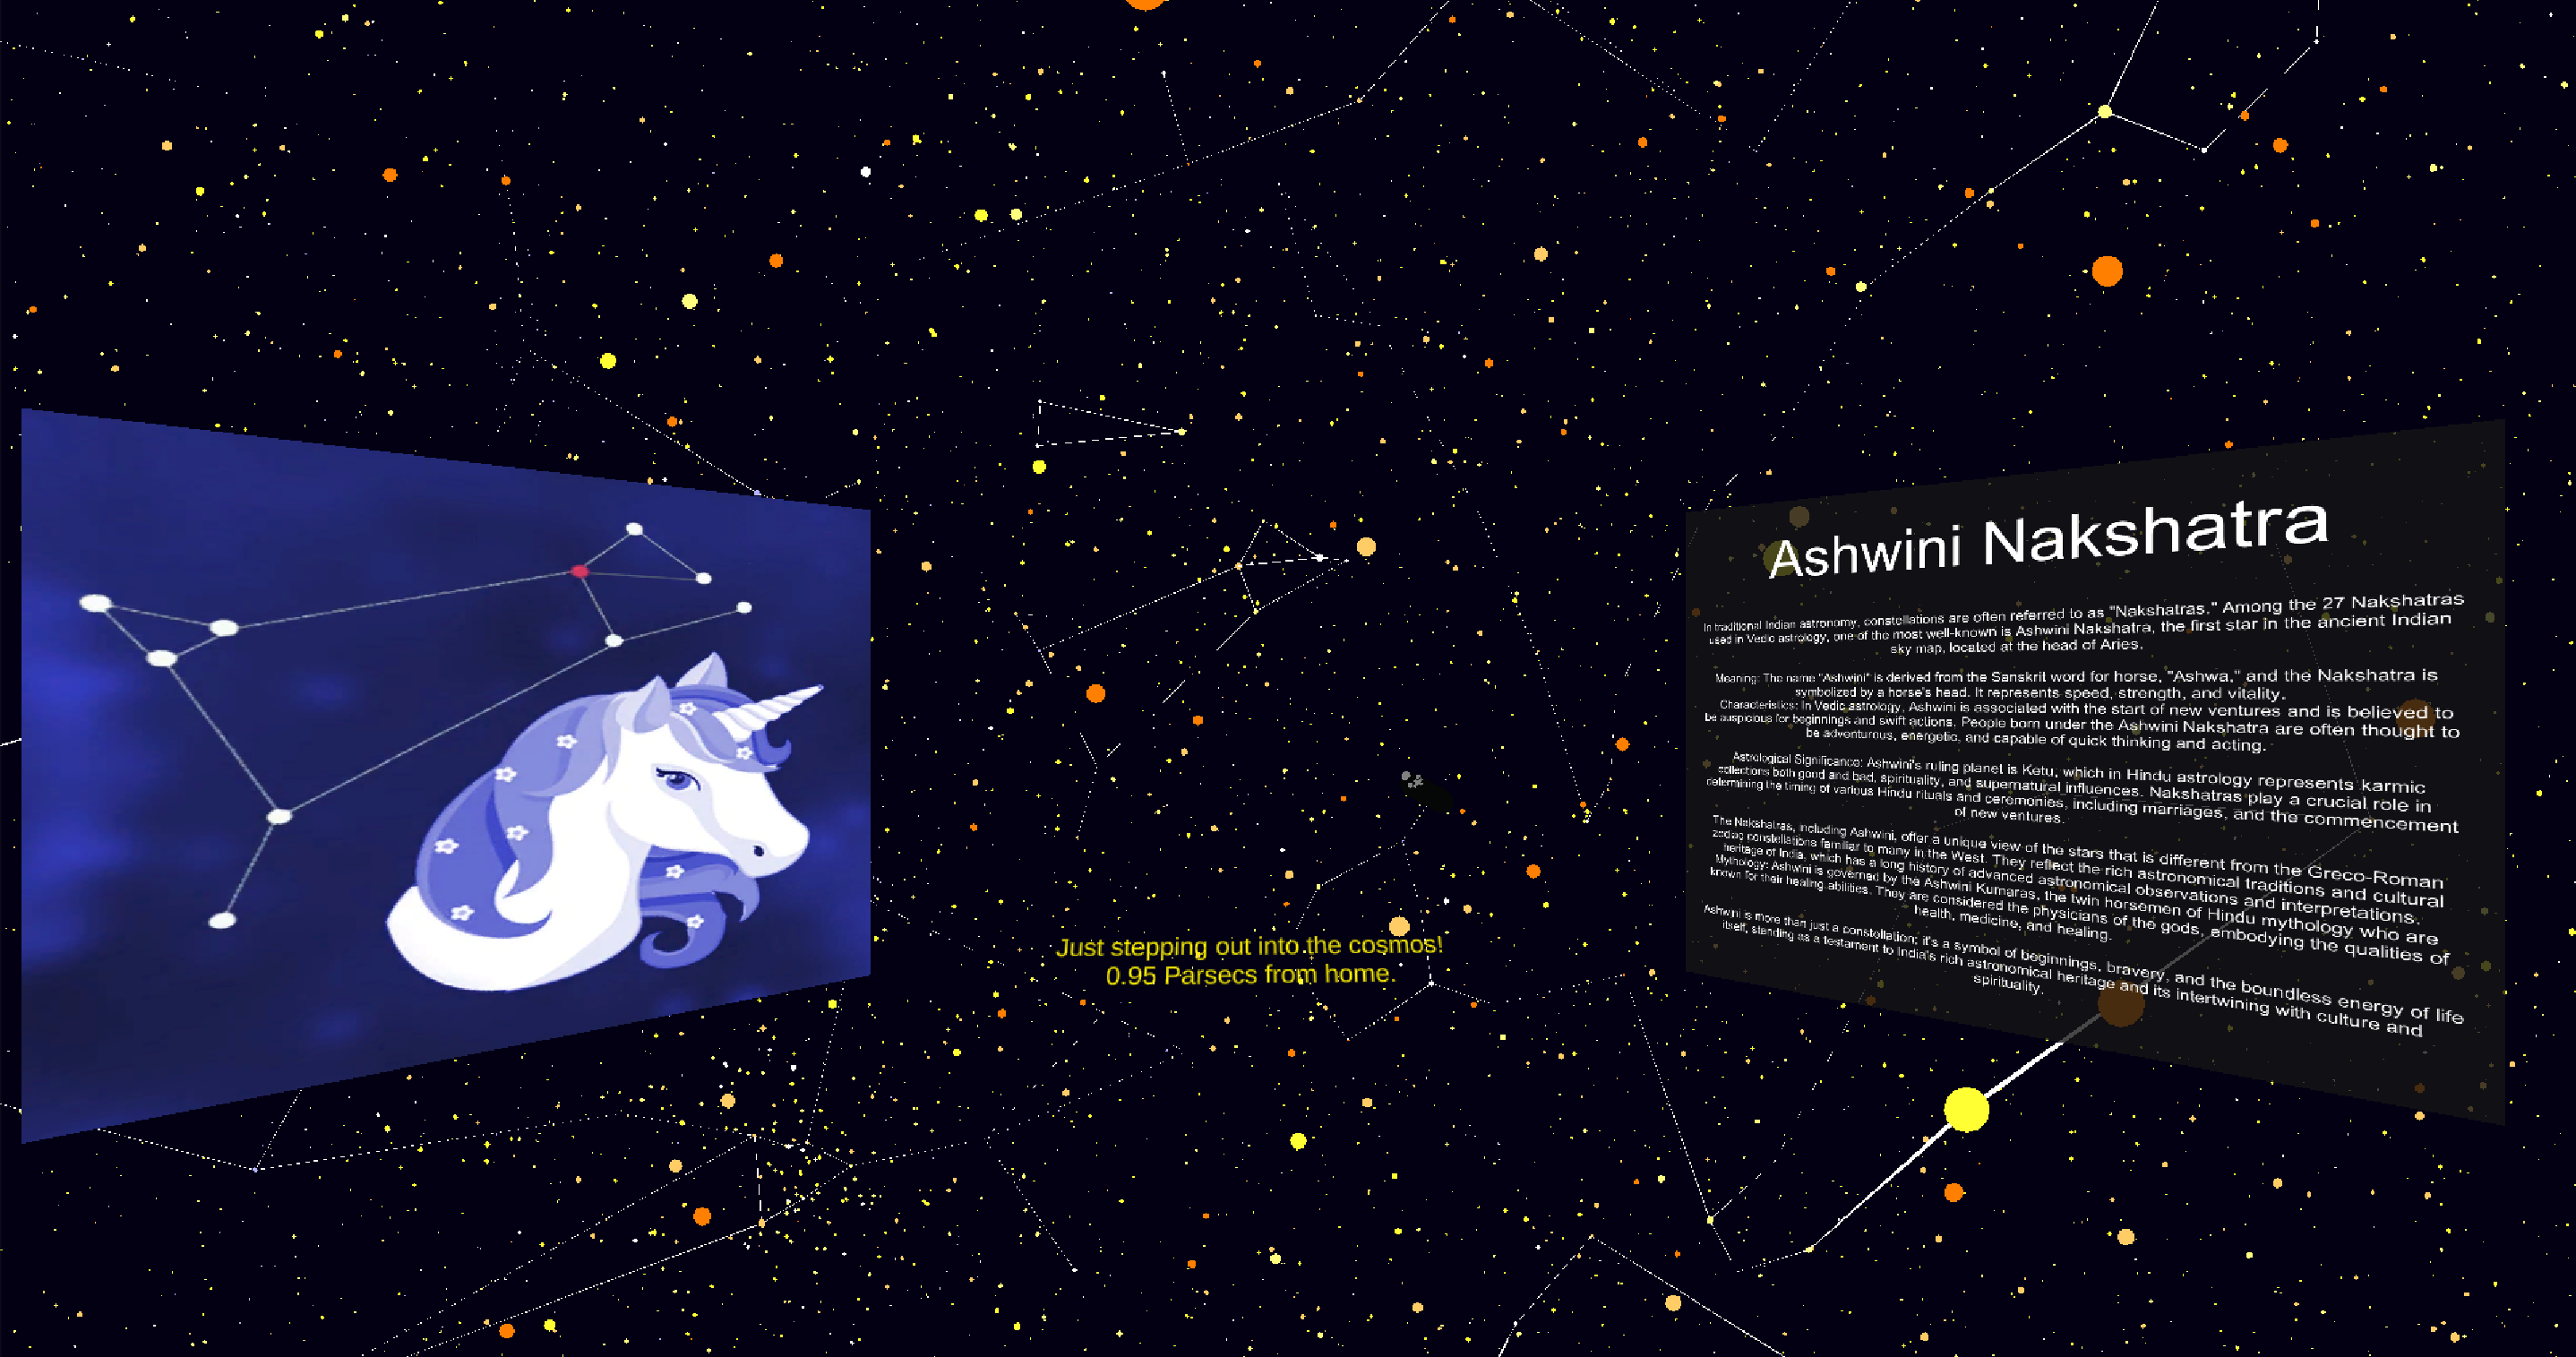 Ashwini Nakshatra
In traditional Indian astronomy, constellations are often referred to as "Nakshatras." Among the 27 Nakshatras
used in Vedic astrology, one of the most well-known is Ashwini Nakshatra, the first star in the ancient Indian
sky map, located at the head of Aries.
Meaning: The name "Ashwini" is derived from the Sanskrit word for horse, "Ashwa," and the Nakshatra is
symbolized by a horse's head. It represents speed, strength, and vitality.
Characteristics: In Vedic astrology, Ashwini is associated with the start of new ventures and is believed to
be auspicious for beginnings and swift actions. People born under the Ashwini Nakshatra are often thought to
be adventurous, energetic, and capable of quick thinking and acting.
Astrological Significance: Ashwini's ruling planet is Ketu, which in Hindu astrology represents karmic
collections both good and bad, spirituality, and supernatural influences. Nakshatras play a crucial role in
determining the timing of various Hindu rituals and ceremonies, including marriages, and the commencement
of new ventures.
The Nakshatras, including Ashwini, offer a unique view of the stars that is different from the Greco-Roman
zodiac constellations familiar to many in the West. They reflect the rich astronomical traditions and cultural
heritage of India, which has a long history of advanced astronomical observations and interpretations.
Mythology: Ashwini is governed by the Ashwini Kumaras, the twin horsemen of Hindu mythology who are
known for their healing abilities. They are considered the physicians of the gods, embodying the qualities of
health, medicine, and healing.
Ashwini is more than just a constellation; it's a symbol of beginnings, bravery, and the boundless energy of life
itself, standing as a testament to India's rich astronomical heritage and its intertwining with culture and
spirituality.
Just stepping out into the cosmos!
0.95 Parsecs from home.